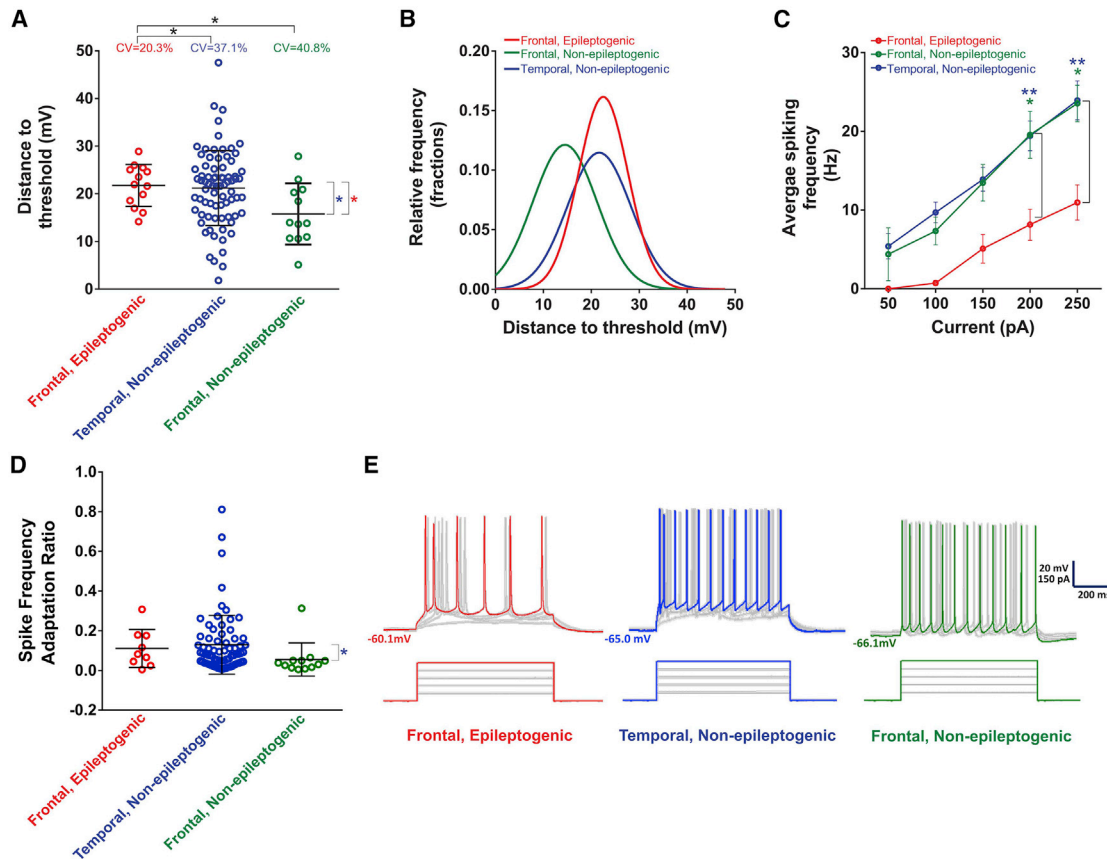 A
*
*
CV=20.3% CV=37.1% CV=40.8%
50
40
30
20
10
0
Distance to
threshold (mV)
* *
Frontal, Epileptogenic
Temporal, Non-epileptogenic
Frontal, Non-epileptogenic
B
Frontal, Epileptogenic
Frontal, Non-epileptogenic
Temporal, Non-epileptogenic
0.20
0.15
0.10
0.05
0.00
Relative frequency
(fractions)
0 10 20 30 40 50
Distance to threshold (mV)
C
Frontal, Epileptogenic
Frontal, Non-epileptogenic
Temporal, Non-epileptogenic
30
20
10
0
Avergae spiking
frequency
(Hz)
** **
* *
50 100 150 200 250
Current (pA)
D
1.0
0.8
0.6
0.4
0.2
0.0
-0.2
Spike Frequency
Adaptation Ratio
*
Frontal, Epileptogenic
Temporal, Non-epileptogenic
Frontal, Non-epileptogenic
E
20 mV
150 pA
200 ms
-60.1mV
-65.0 mV
-66.1mV
Frontal, Epileptogenic
Temporal, Non-epileptogenic
Frontal, Non-epileptogenic